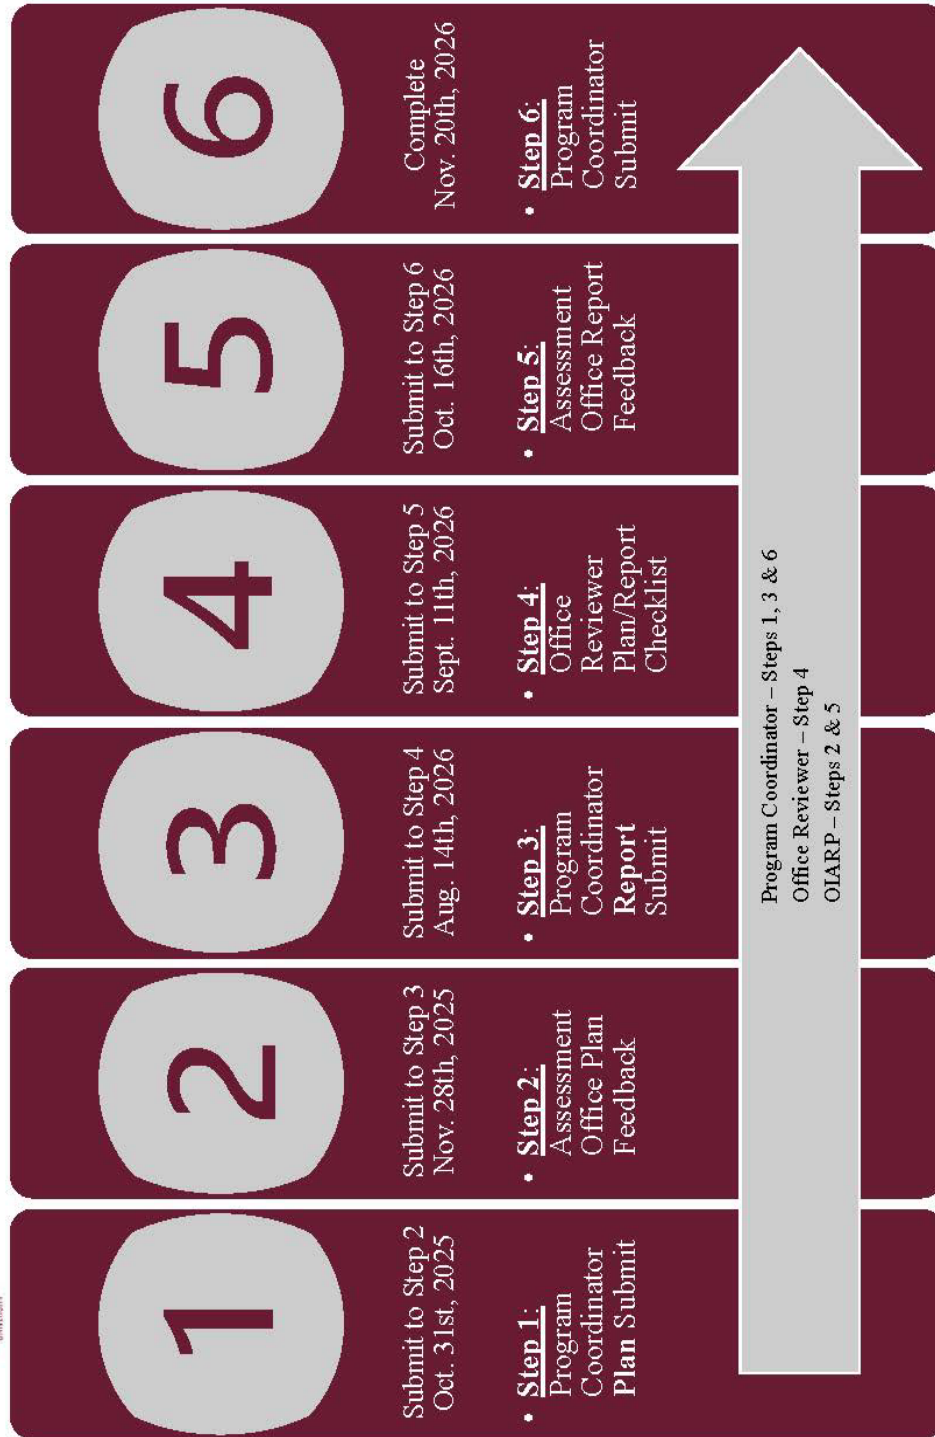 1
Submit to Step 2
Oct. 31st, 2025
• Step 1:
Program
Coordinator
Plan Submit
2
Submit to Step 3
Nov. 28th, 2025
• Step 2:
Assessment
Office Plan
Feedback
3
Submit to Step 4
Aug. 14th, 2026
• Step 3:
Program
Coordinator
Report
Submit
4
Submit to Step 5
Sept. 11th, 2026
• Step 4:
Office
Reviewer
Plan/Report
Checklist
5
Submit to Step 6
Oct. 16th, 2026
• Step 5:
Assessment
Office Report
Feedback
6
Complete
Nov. 20th, 2026
• Step 6:
Program
Coordinator
Submit
Program Coordinator – Steps 1, 3 & 6
Office Reviewer – Step 4
OIARP – Steps 2 & 5